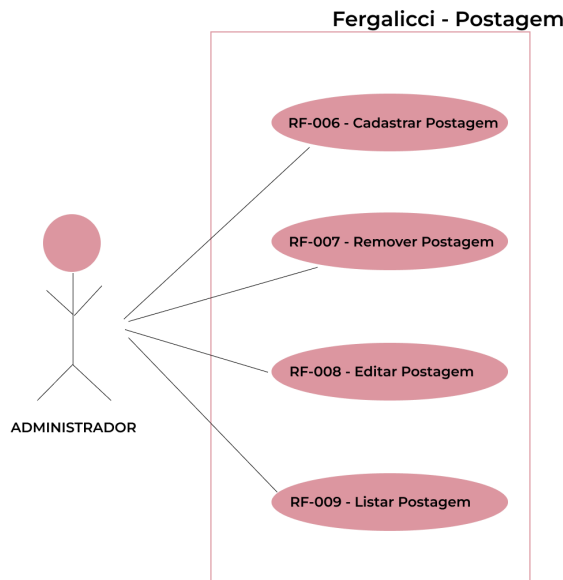 Fergalicci - Postagem
RF-006 - Cadastrar Postagem
RF-007 - Remover Postagem
RF-008 - Editar Postagem
ADMINISTRADOR
RF-009 - Listar Postagem